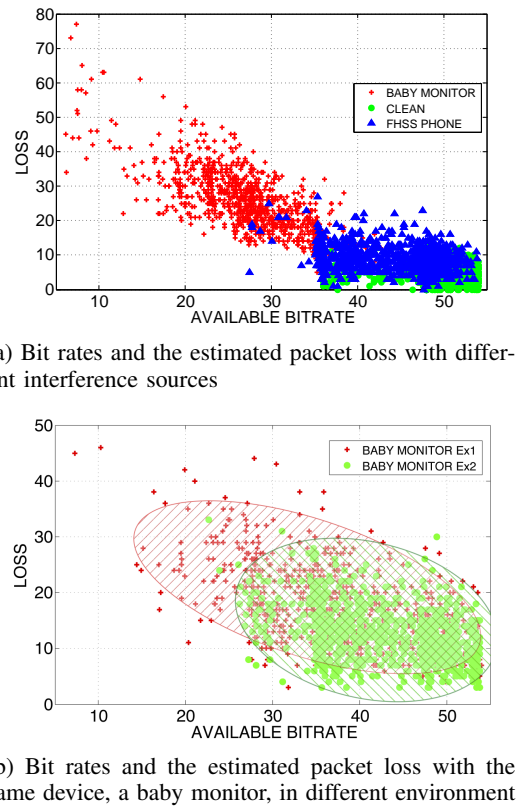 80
70
60
50
40
30
20
10
0
LOSS
BABY MONITOR
CLEAN
FHSS PHONE
10 20 30 40 50
AVAILABLE BITRATE
a) Bit rates and the estimated packet loss with differ-
nt interference sources
50
40
30
20
10
0
LOSS
BABY MONITOR Ex1
BABY MONITOR Ex2
10 20 30 40 50
AVAILABLE BITRATE
b) Bit rates and the estimated packet loss with the
ame device, a baby monitor, in different environment